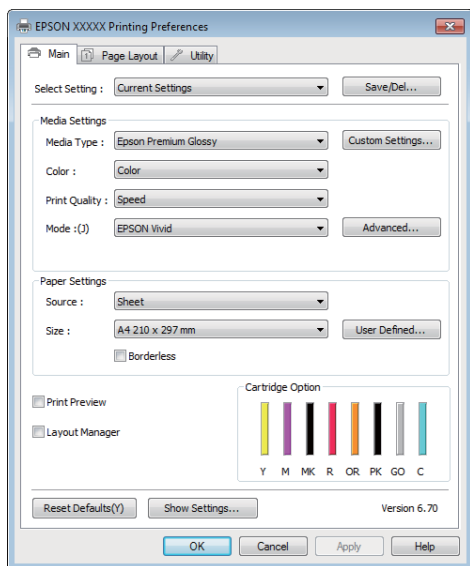 EPSON XXXXX Printing Preferences
Main Page Layout Utility
Select Setting : Current Settings Save/Del...
Media Settings
Media Type : Epson Premium Glossy Custom Settings...
Color : Color
Print Quality : Speed
Mode :(J) EPSON Vivid Advanced...
Paper Settings
Source : Sheet
Size : A4 210 x 297 mm User Defined...
Borderless
Cartridge Option
Print Preview
Layout Manager
Y M MK R OR PK GO C
Reset Defaults(Y) Show Settings... Version 6.70
OK Cancel Apply Help